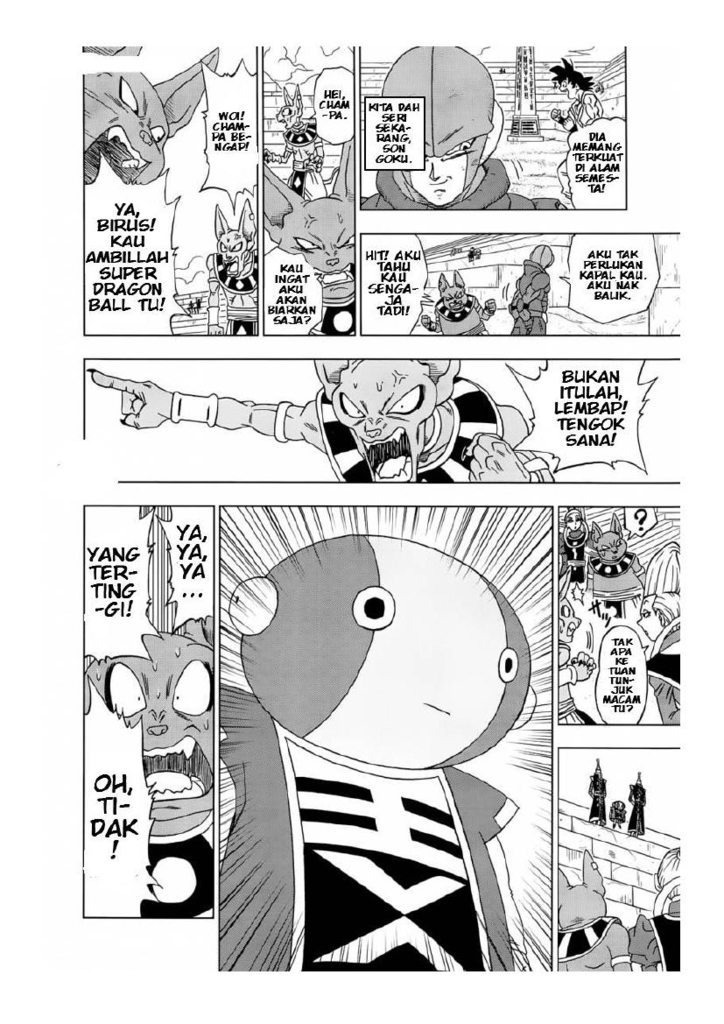 DIA
MEMANG
TERKUAT
DI ALAM
SEMES-
TA!
KITA DAH
SERI
SEKA-
RANG,
SON
GOKU.
AKU TAK
PERLUKAN
KAPAL KAU.
AKU NAK
BALIK.
HIT! AKU
TAHU
KAU
SENGA-
JA
TADI!
HEI,
CHAM
-PA.
KAU
INGAT
AKU
AKAN
BIARKAN
SAJA?
WOI!
CHAM-
PA BE-
NGAP!
YA,
BIRUS!
KAU
AMBILLAH
SUPER
DRAGON
BALL TU!
BUKAN
ITULAH,
LEMBAP!
TENGOK
SANA!
?
TAK
APA
KE
TUAN
TUN-
JUK
MACAM
TU?
YA,
YA,
YA
...
YANG
TER-
TING
-GI!
OH,
TI-
DAK
!